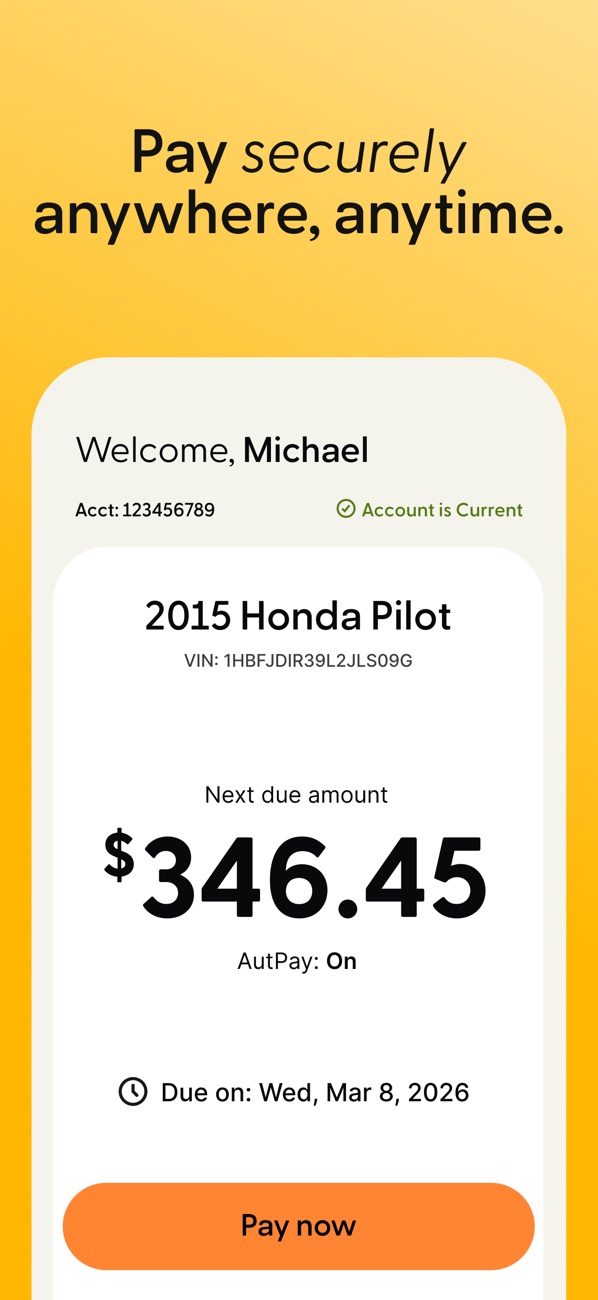 Pay securely
anywhere, anytime.
Welcome, Michael
Acct: 123456789
Account is Current
2015 Honda Pilot
VIN: 1HBFJDIR39L2JLS09G
Next due amount
$346.45
AutPay: On
Due on: Wed, Mar 8, 2026
Pay now